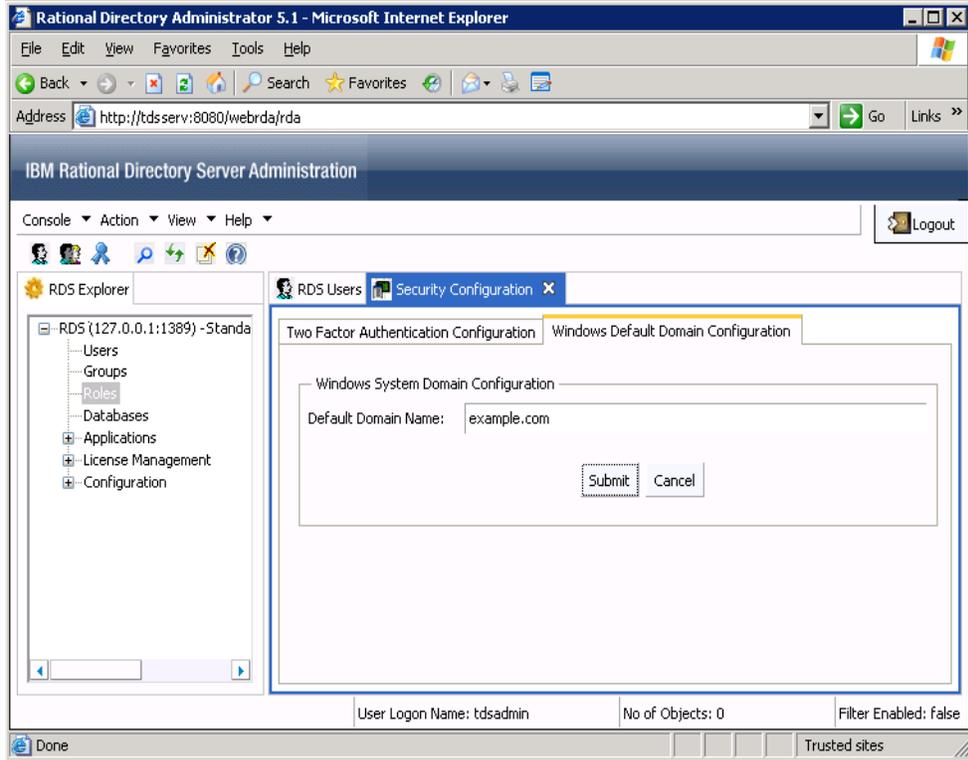 Rational Directory Administrator 5.1 - Microsoft Internet Explorer
File Edit View Favorites Tools Help
Back Search Favorites
Address http://tdsserv:8080/webrda/rda Go Links »
IBM Rational Directory Server Administration
Console Action View Help
Logout
RDS Explorer
RDS Users Security Configuration
RDS (127.0.0.1:1389) -Standa
Users
Groups
Roles
Databases
Applications
License Management
Configuration
Two Factor Authentication Configuration Windows Default Domain Configuration
Windows System Domain Configuration
Default Domain Name: example.com
Submit Cancel
User Logon Name: tdsadmin No of Objects: 0 Filter Enabled: false
Done Trusted sites